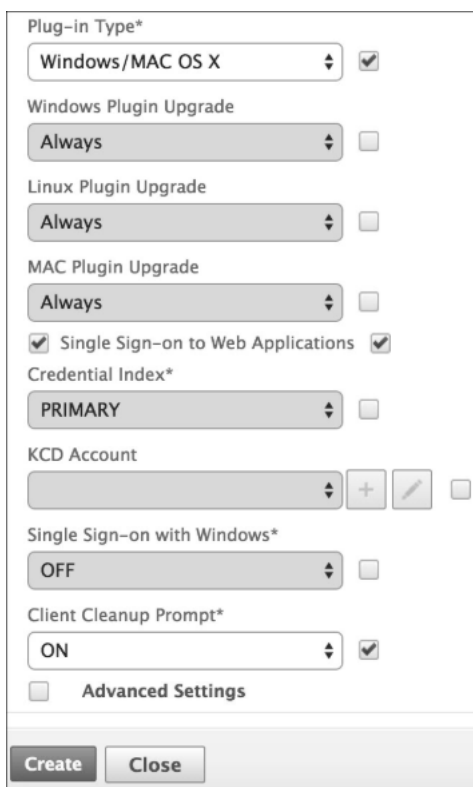 Plug-in Type*
Windows/MAC OS X
Windows Plugin Upgrade
Always
Linux Plugin Upgrade
Always
MAC Plugin Upgrade
Always
Single Sign-on to Web Applications
Credential Index*
PRIMARY
KCD Account
Single Sign-on with Windows*
OFF
Client Cleanup Prompt*
ON
Advanced Settings
Create Close